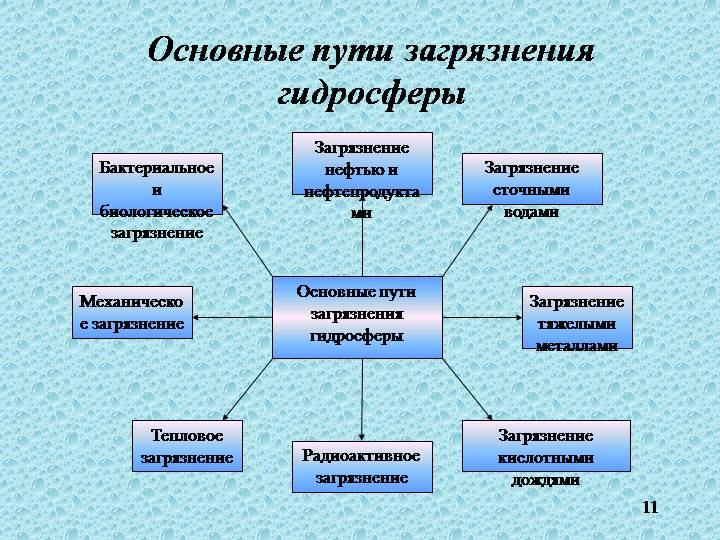 Основные пути загрязнения
гидросферы
Загрязнение
нефтью и
нефтепродукта
ми
Бактериальное
и
биологическое
загрязнение
Загрязнение
сточными
водами
Механическо
е загрязнение
Основные пути
загрязнения
гидросферы
Загрязнение
тяжелыми
металлами
Тепловое
загрязнение
Радиоактивное
загрязнение
Загрязнение
кислотными
дождями
11